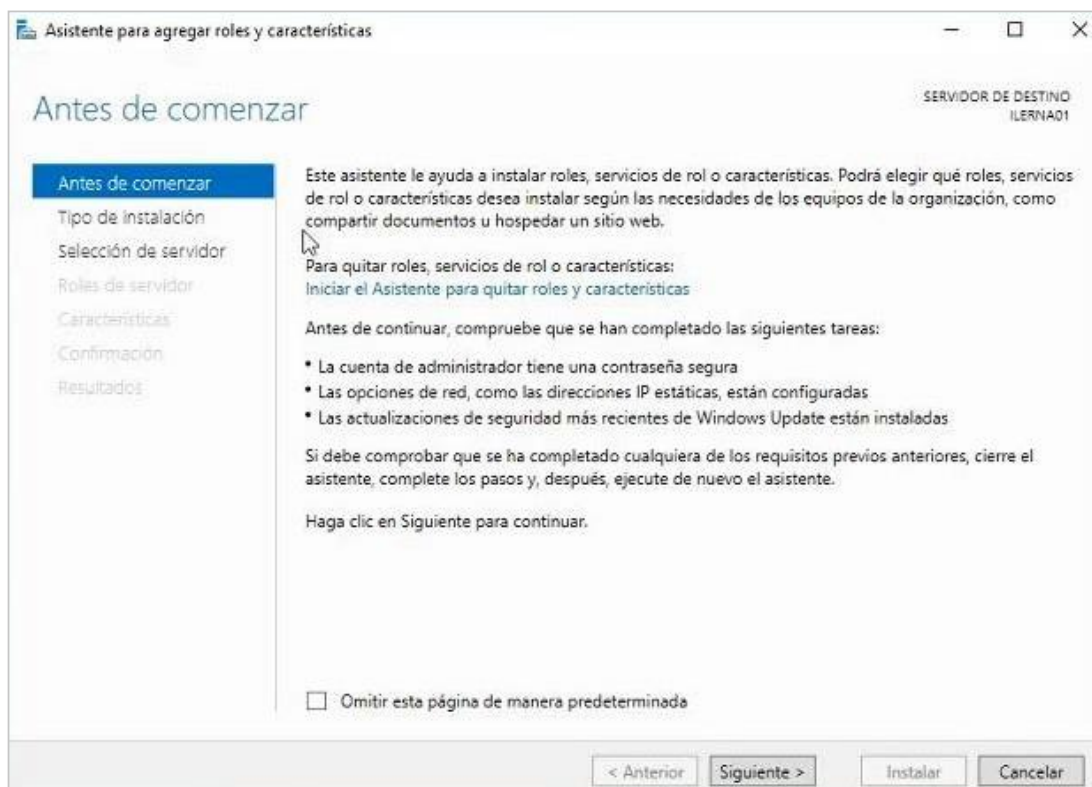 Asistente para agregar roles y características
Antes de comenzar
SERVIDOR DE DESTINO
ILERNA01
Antes de comenzar
Tipo de instalación
Selección de servidor
Roles de servidor
Características
Confirmación
Resultados
Este asistente le ayuda a instalar roles, servicios de rol o características. Podrá elegir qué roles, servicios
de rol o características desea instalar según las necesidades de los equipos de la organización, como
compartir documentos u hospedar un sitio web.
Para quitar roles, servicios de rol o características:
Iniciar el Asistente para quitar roles y características
Antes de continuar, compruebe que se han completado las siguientes tareas:
• La cuenta de administrador tiene una contraseña segura
• Las opciones de red, como las direcciones IP estáticas, están configuradas
• Las actualizaciones de seguridad más recientes de Windows Update están instaladas
Si debe comprobar que se ha completado cualquiera de los requisitos previos anteriores, cierre el
asistente, complete los pasos y, después, ejecute de nuevo el asistente.
Haga clic en Siguiente para continuar.
Omitir esta página de manera predeterminada
< Anterior
Siguiente >
Instalar
Cancelar